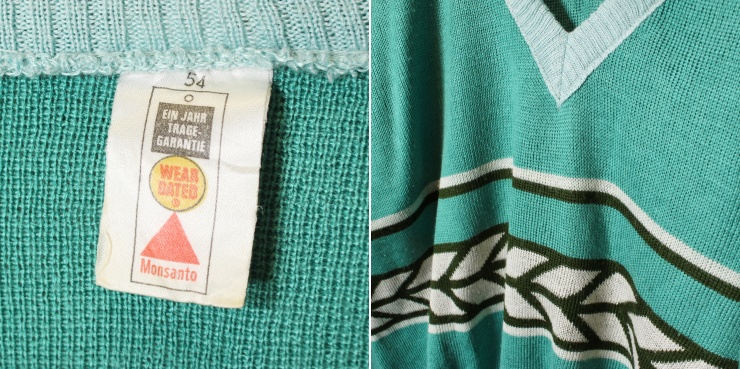 54
EIN JAHR
TRAGE-
GARANTIE
WEAR
DATED
®
Monsanto